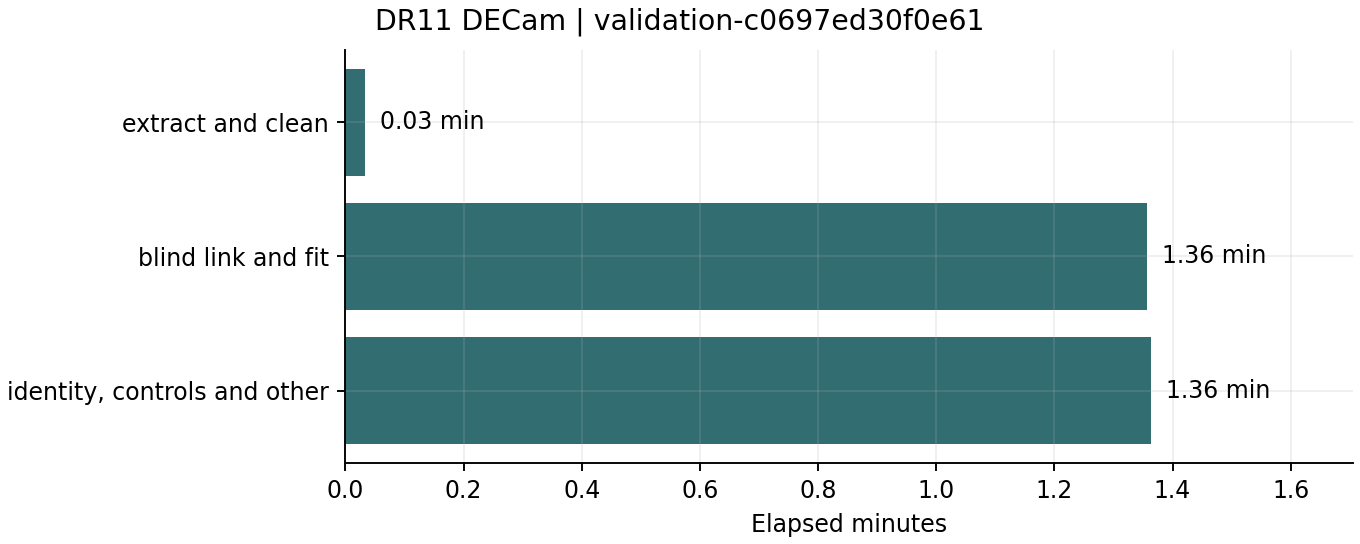 DR11 DECam | validation-c0697ed30f0e61
extract and clean
0.03 min
blind link and fit
1.36 min
identity, controls and other
1.36 min
0.0 0.2 0.4 0.6 0.8 1.0 1.2 1.4 1.6
Elapsed minutes